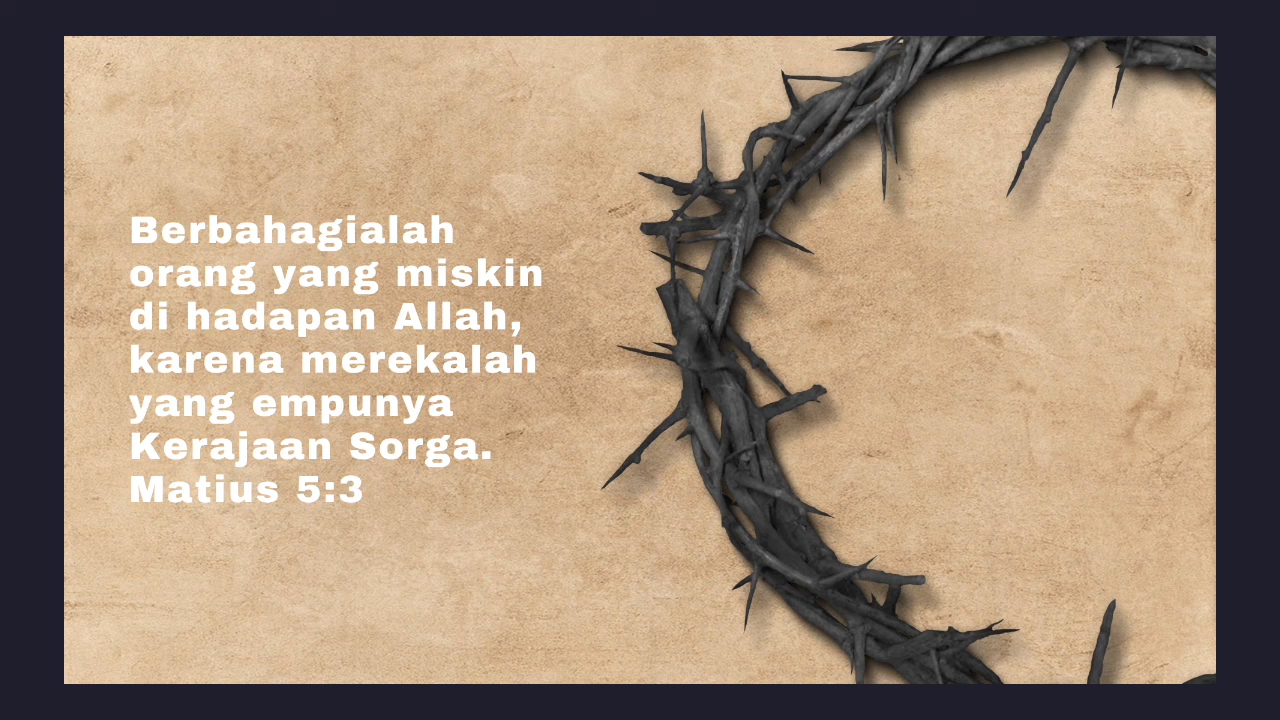 Berbahagialah
orang yang miskin
di hadapan Allah,
karena merekalah
yang empunya
Kerajaan Sorga.
Matius 5:3